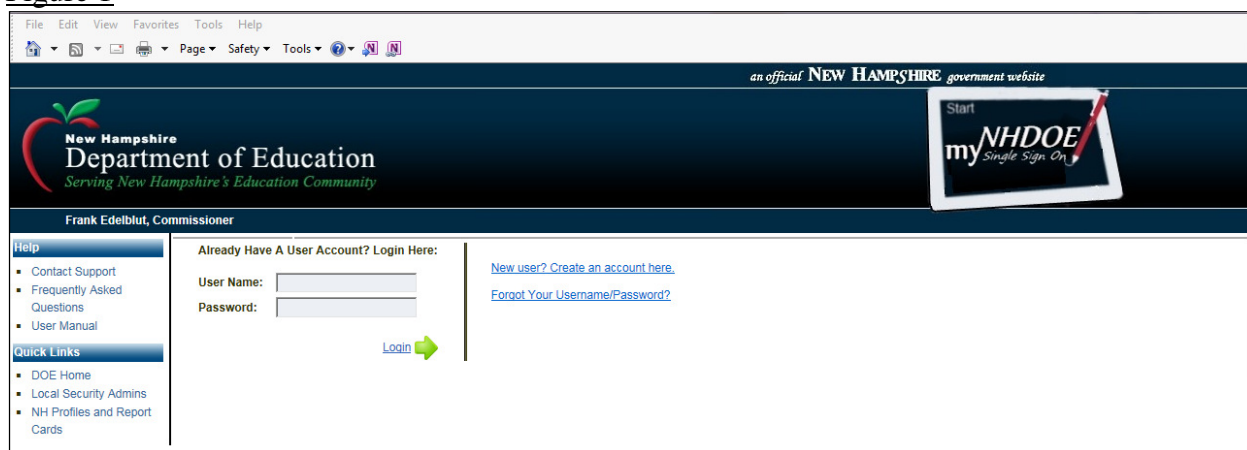 File Edit View Favorites Tools Help
Page Safety Tools
an official NEW HAMPSHIRE government website
New Hampshire
Department of Education
Serving New Hampshire's Education Community
Start
myNHDOE
Single Sign On
Frank Edelblut, Commissioner
Help
Contact Support
Frequently Asked
Questions
User Manual
Quick Links
DOE Home
Local Security Admins
NH Profiles and Report
Cards
Already Have A User Account? Login Here:
User Name:
Password:
Login
New user? Create an account here.
Forgot Your Username/Password?